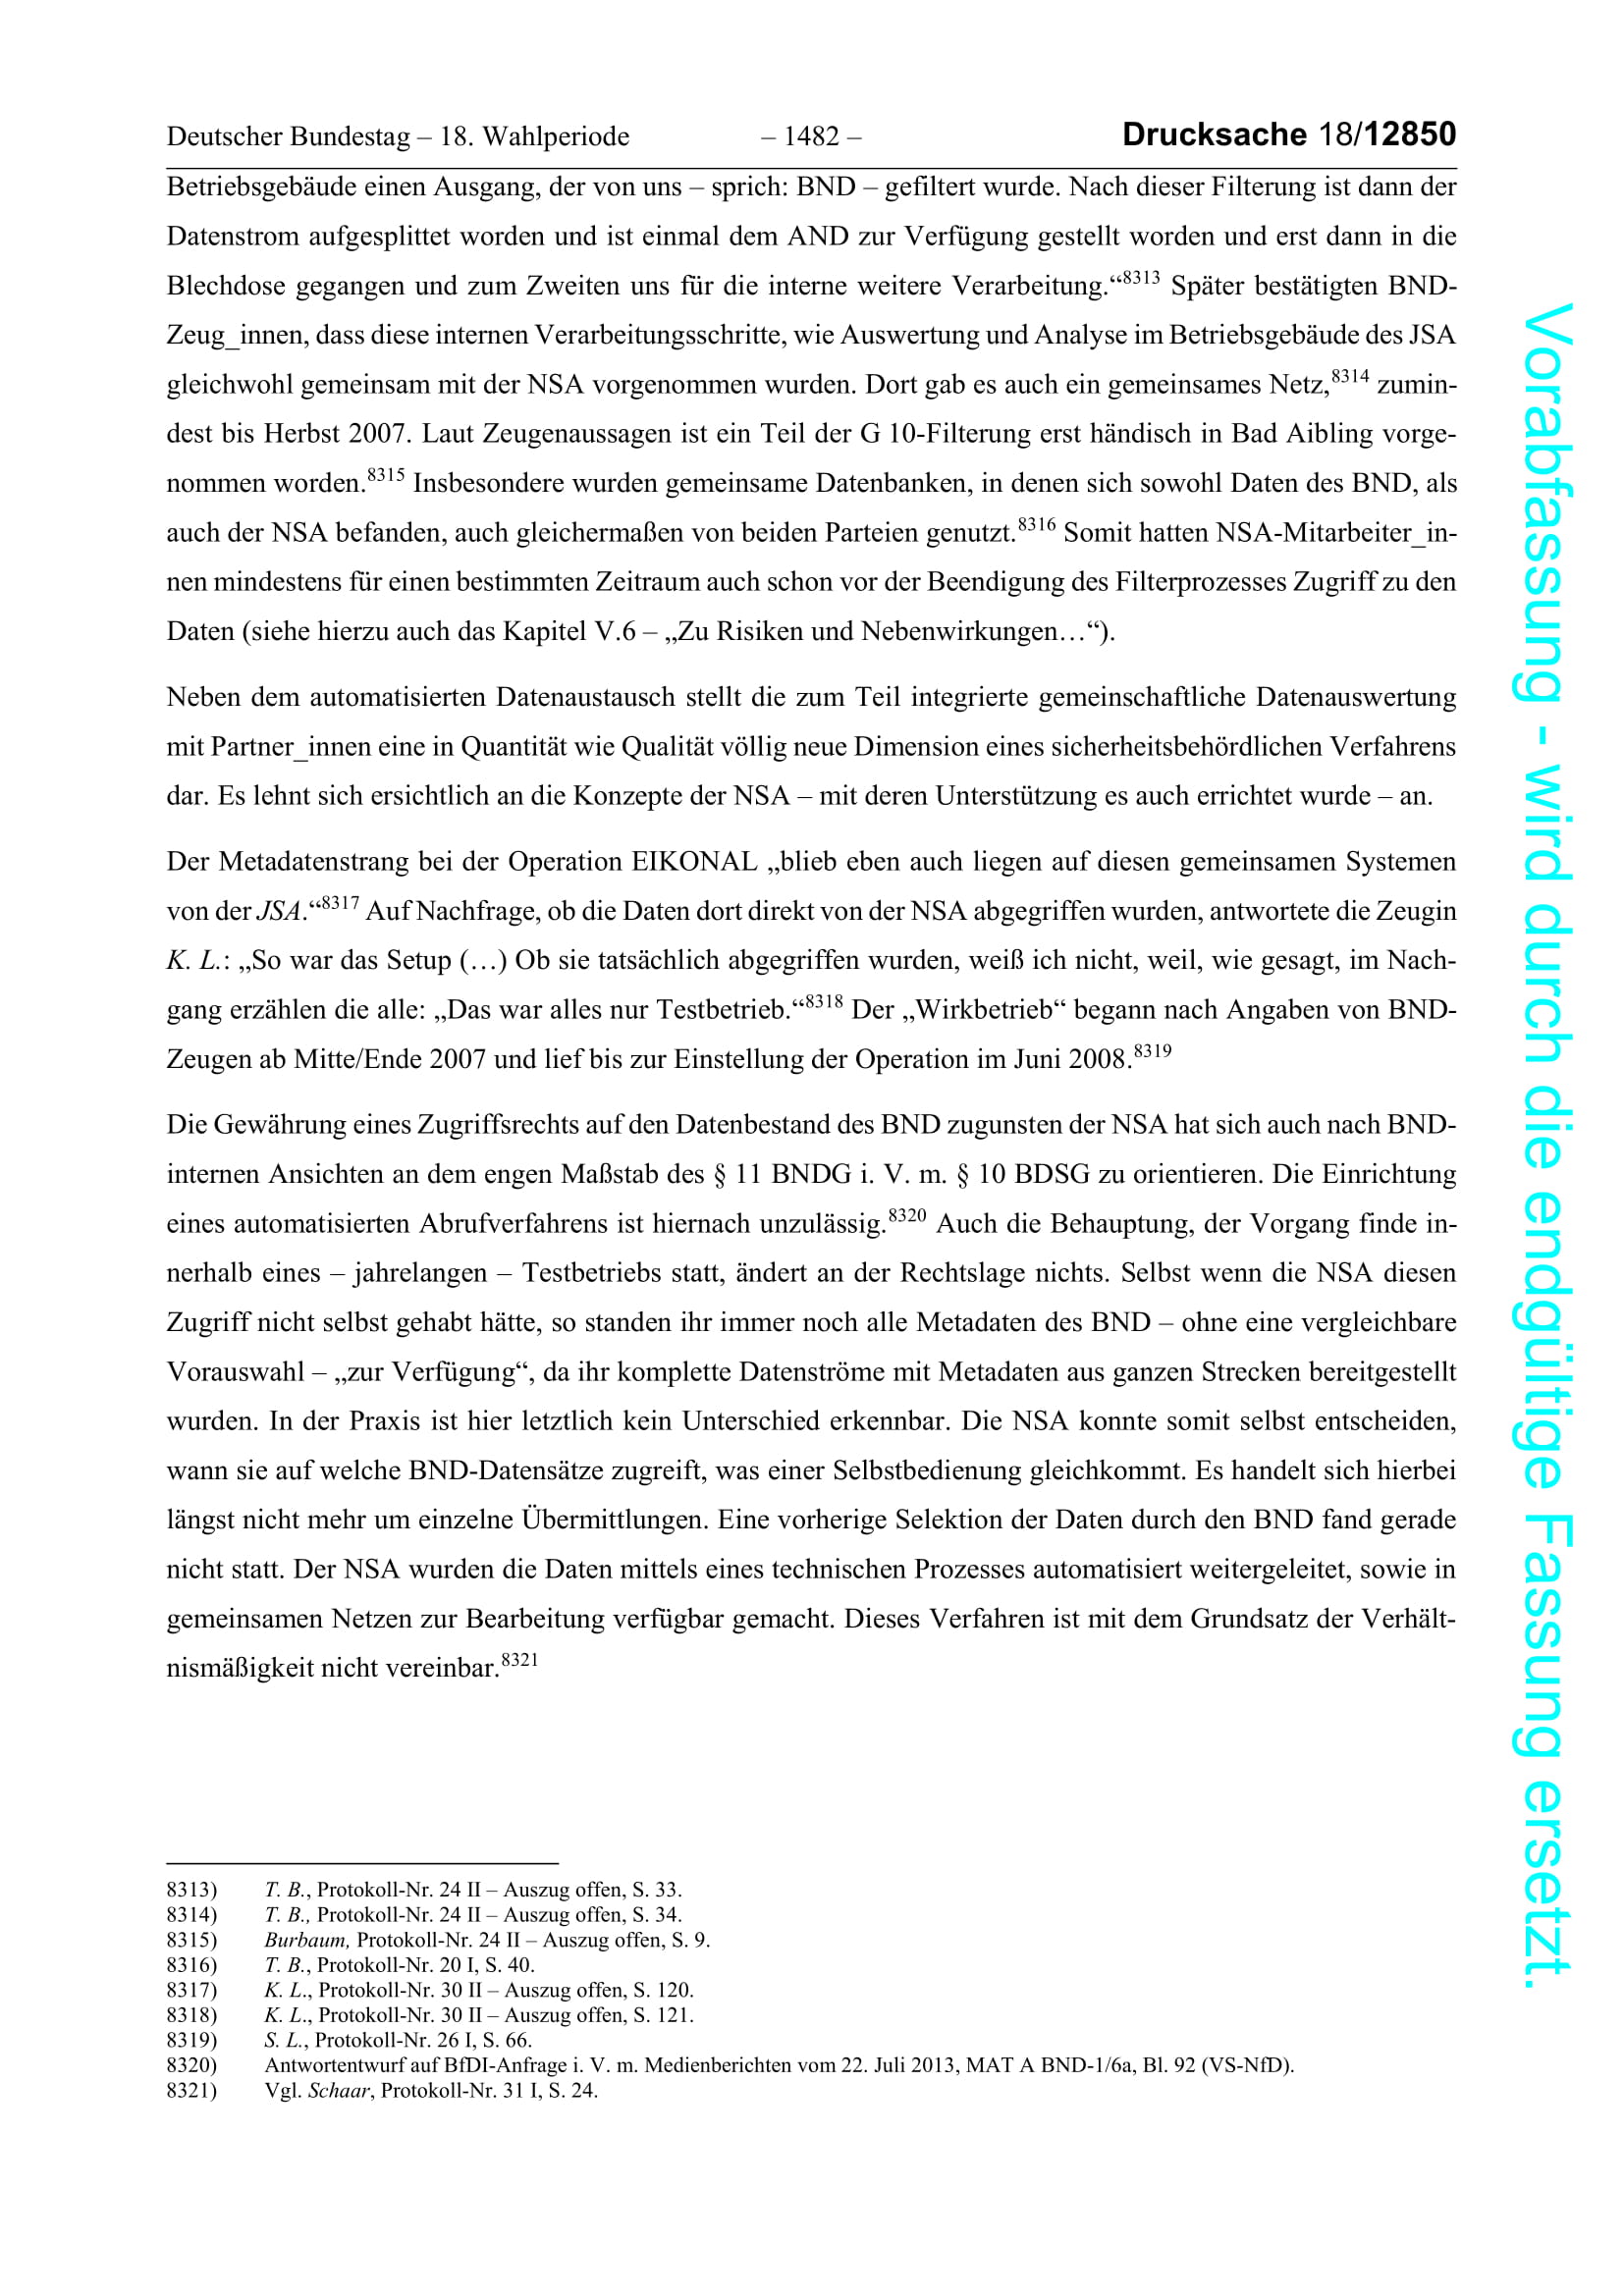 Deutscher Bundestag – 18. Wahlperiode – 1482 – Drucksache 18/12850
Betriebsgebäude einen Ausgang, der von uns – sprich: BND – gefiltert wurde. Nach dieser Filterung ist dann der
Datenstrom aufgesplittet worden und ist einmal dem AND zur Verfügung gestellt worden und erst dann in die
Blechdose gegangen und zum Zweiten uns für die interne weitere Verarbeitung.“8313 Später bestätigten BND-
Zeug_innen, dass diese internen Verarbeitungsschritte, wie Auswertung und Analyse im Betriebsgebäude des JSA
gleichwohl gemeinsam mit der NSA vorgenommen wurden. Dort gab es auch ein gemeinsames Netz,8314 zumin-
dest bis Herbst 2007. Laut Zeugenaussagen ist ein Teil der G 10-Filterung erst händisch in Bad Aibling vorge-
nommen worden.8315 Insbesondere wurden gemeinsame Datenbanken, in denen sich sowohl Daten des BND, als
auch der NSA befanden, auch gleichermaßen von beiden Parteien genutzt.8316 Somit hatten NSA-Mitarbeiter_in-
nen mindestens für einen bestimmten Zeitraum auch schon vor der Beendigung des Filterprozesses Zugriff zu den
Daten (siehe hierzu auch das Kapitel V.6 – „Zu Risiken und Nebenwirkungen…“).
Neben dem automatisierten Datenaustausch stellt die zum Teil integrierte gemeinschaftliche Datenauswertung
mit Partner_innen eine in Quantität wie Qualität völlig neue Dimension eines sicherheitsbehördlichen Verfahrens
dar. Es lehnt sich ersichtlich an die Konzepte der NSA – mit deren Unterstützung es auch errichtet wurde – an.
Der Metadatenstrang bei der Operation EIKONAL „blieb eben auch liegen auf diesen gemeinsamen Systemen
von der JSA.“8317 Auf Nachfrage, ob die Daten dort direkt von der NSA abgegriffen wurden, antwortete die Zeugin
K. L.: „So war das Setup (…) Ob sie tatsächlich abgegriffen wurden, weiß ich nicht, weil, wie gesagt, im Nach-
gang erzählen die alle: „Das war alles nur Testbetrieb.“8318 Der „Wirkbetrieb“ begann nach Angaben von BND-
Zeugen ab Mitte/Ende 2007 und lief bis zur Einstellung der Operation im Juni 2008.8319
Die Gewährung eines Zugriffsrechts auf den Datenbestand des BND zugunsten der NSA hat sich auch nach BND-
internen Ansichten an dem engen Maßstab des § 11 BNDG i. V. m. § 10 BDSG zu orientieren. Die Einrichtung
eines automatisierten Abrufverfahrens ist hiernach unzulässig.8320 Auch die Behauptung, der Vorgang finde in-
nerhalb eines – jahrelangen – Testbetriebs statt, ändert an der Rechtslage nichts. Selbst wenn die NSA diesen
Zugriff nicht selbst gehabt hätte, so standen ihr immer noch alle Metadaten des BND – ohne eine vergleichbare
Vorauswahl – „zur Verfügung“, da ihr komplette Datenströme mit Metadaten aus ganzen Strecken bereitgestellt
wurden. In der Praxis ist hier letztlich kein Unterschied erkennbar. Die NSA konnte somit selbst entscheiden,
wann sie auf welche BND-Datensätze zugreift, was einer Selbstbedienung gleichkommt. Es handelt sich hierbei
längst nicht mehr um einzelne Übermittlungen. Eine vorherige Selektion der Daten durch den BND fand gerade
nicht statt. Der NSA wurden die Daten mittels eines technischen Prozesses automatisiert weitergeleitet, sowie in
gemeinsamen Netzen zur Bearbeitung verfügbar gemacht. Dieses Verfahren ist mit dem Grundsatz der Verhält-
nismäßigkeit nicht vereinbar.8321
8313) T. B., Protokoll-Nr. 24 II – Auszug offen, S. 33.
8314) T. B., Protokoll-Nr. 24 II – Auszug offen, S. 34.
8315) Burbaum, Protokoll-Nr. 24 II – Auszug offen, S. 9.
8316) T. B., Protokoll-Nr. 20 I, S. 40.
8317) K. L., Protokoll-Nr. 30 II – Auszug offen, S. 120.
8318) K. L., Protokoll-Nr. 30 II – Auszug offen, S. 121.
8319) S. L., Protokoll-Nr. 26 I, S. 66.
8320) Antwortentwurf auf BfDI-Anfrage i. V. m. Medienberichten vom 22. Juli 2013, MAT A BND-1/6a, Bl. 92 (VS-NfD).
8321) Vgl. Schaar, Protokoll-Nr. 31 I, S. 24.
Vorabfassung - wird durch die endgültige Fassung ersetzt.